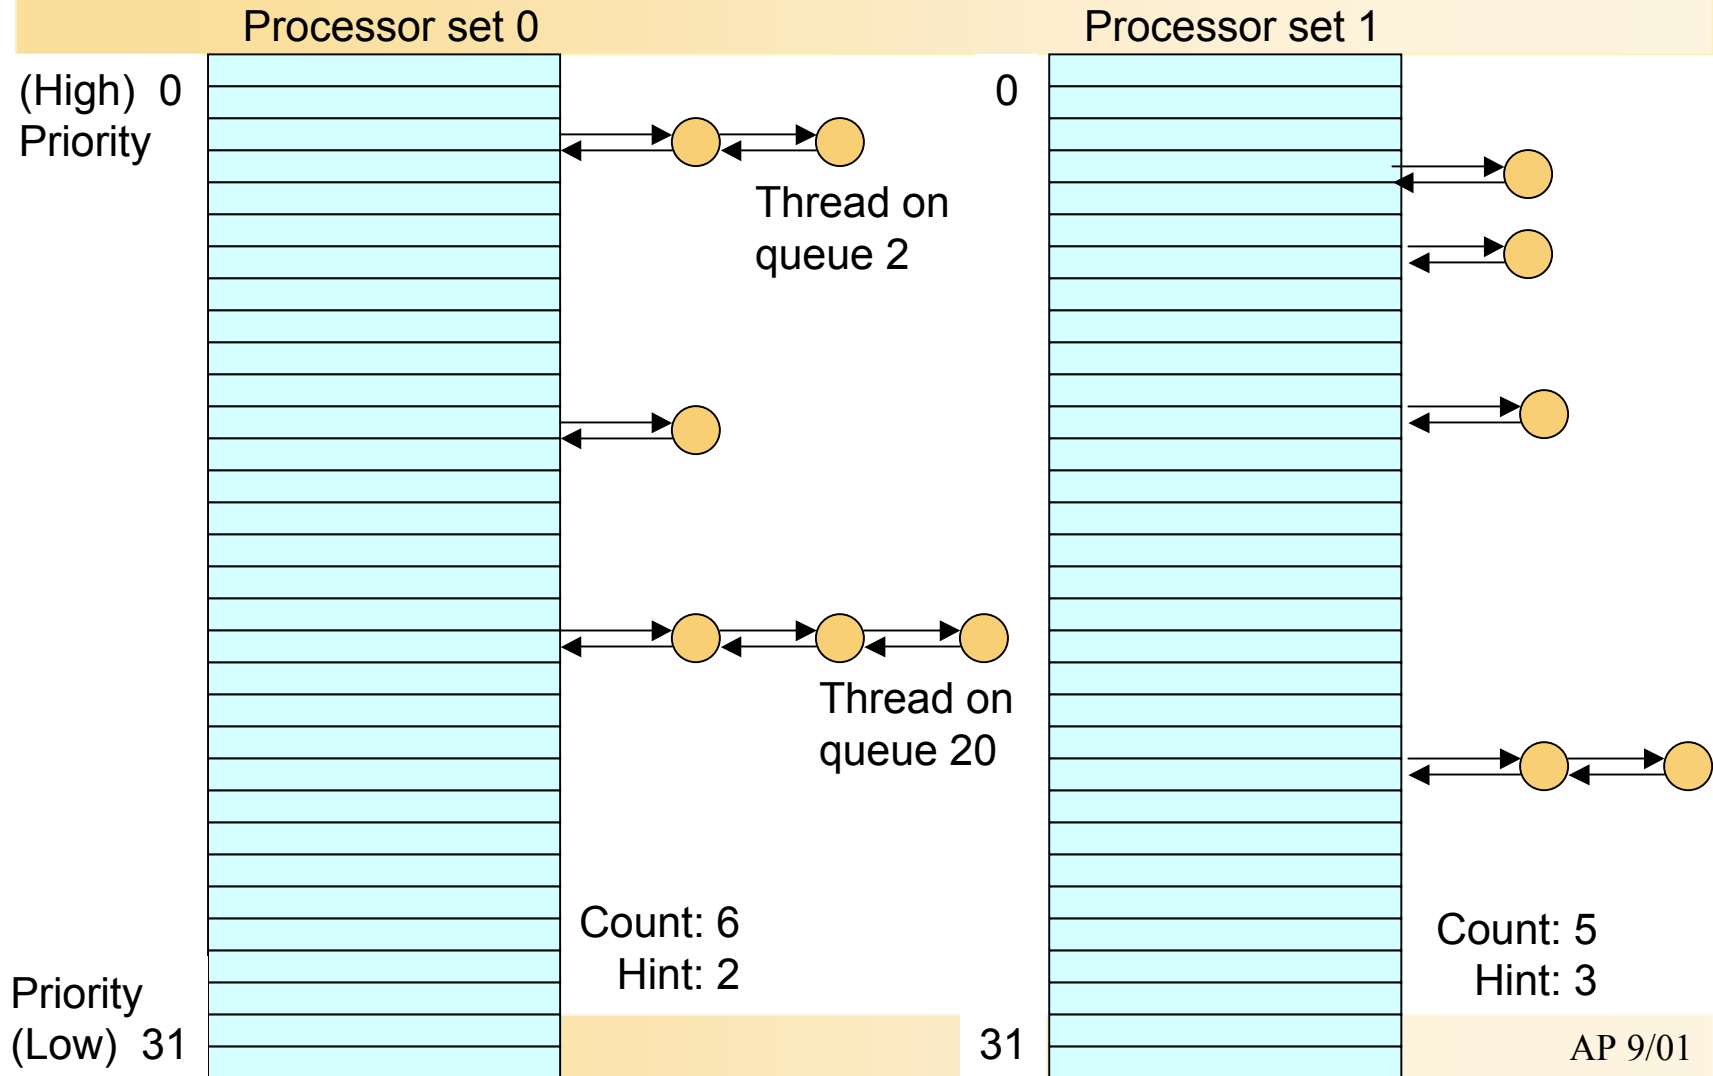 Processor set 0
Processor set 1
(High) 0
Priority
0
Thread on
queue 2
Thread on
queue 20
Count: 6
Hint: 2
Count: 5
Hint: 3
Priority
(Low) 31
31
AP 9/01